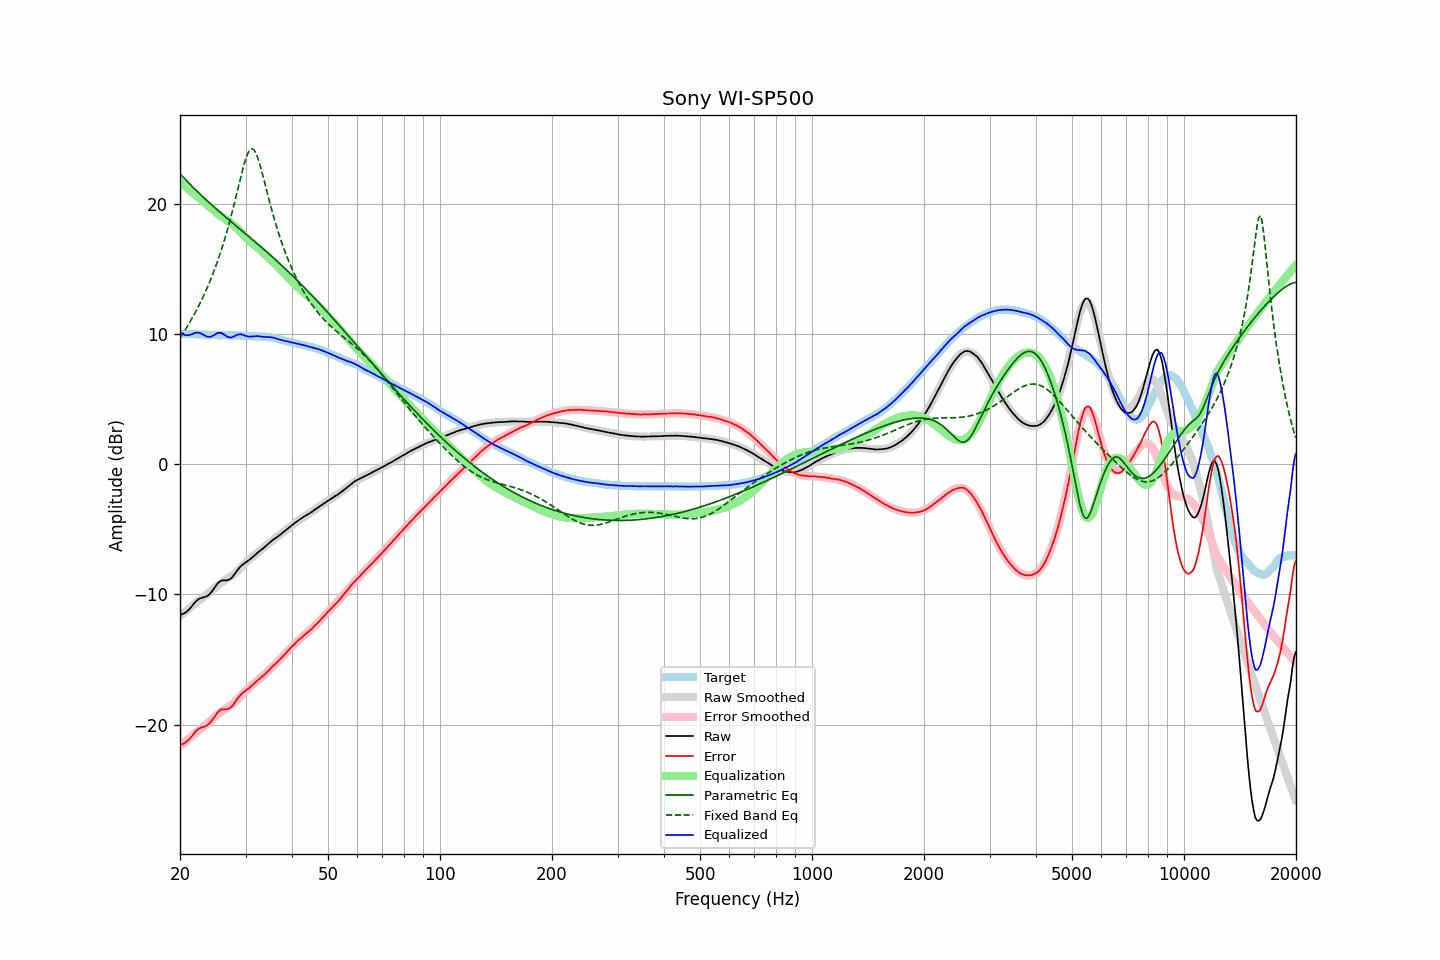 Sony WI-SP500
Amplitude (dBr)
20
10
0
−10
−20
Target
Raw Smoothed
Error Smoothed
Raw
Error
Equalization
Parametric Eq
Fixed Band Eq
Equalized
20 50 100 200 500 1000 2000 5000 10000 20000
Frequency (Hz)